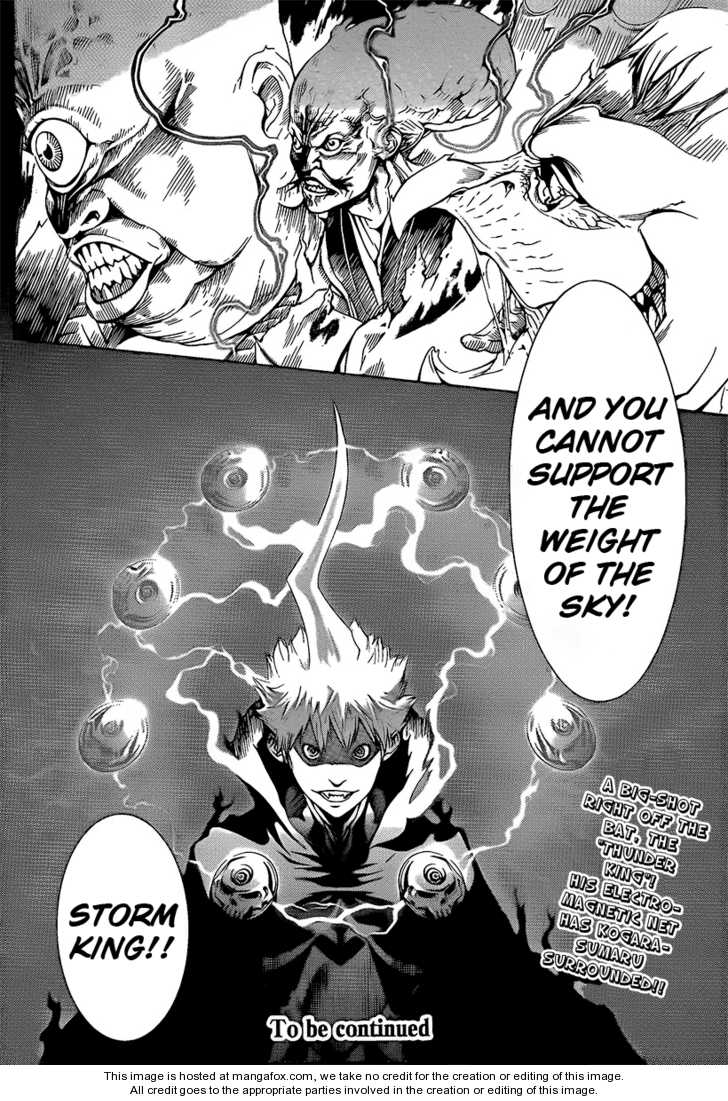 AND YOU
CANNOT
SUPPORT
THE
WEIGHT
OF THE
SKY!
A BIG-SHOT
RIGHT OFF THE
BAT, THE
"THUNDER
KING"!
HIS ELECTRO-
MAGNETIC NET
HAS KOGARA-
SUMARU
SURROUNDED!!
STORM
KING!!
To be continued
This image is hosted at mangafox.com, we take no credit for the creation or editing of this image.
All credit goes to the appropriate parties involved in the creation or editing of this image.